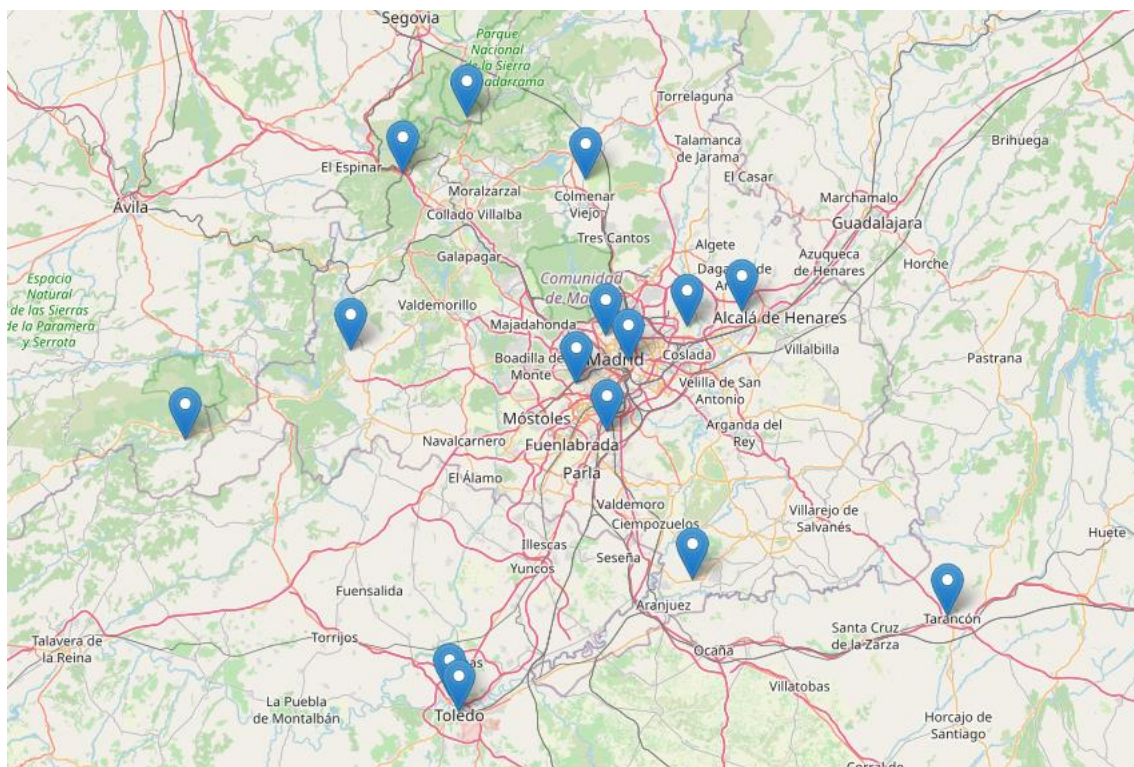 Segovia
Parque
Nacional
de la Sierra
Torrelaguna
Talamanca
de Jarama
Brihuega
El Espinar
El Casar
Moralzarzal
Colmenar
Viejo
Marchamalo
Ávila
Collado Villalba
Guadalajara
Tres Cantos
Algete
Galapagar
Azuqueca
de Henares
Horche
Espacio
Natural
de las Sierras
de la Paramera
y Serrota
Comunidad
Valdemorillo
Majadahonda
Alcalá de Henares
Boadilla
Monte
Madrid
Coslada
Villalbilla
Pastrana
Velilla de San
Antonio
Móstoles
Arganda del
Rey
Navalcarnero
Fuenlabrada
El Álamo
Parla
Valdemoro
Ciempozuelos
Villarejo de
Salvanés
Huete
Illescas
Yuncos
Seseña
Fuensalida
Aranjuez
Tarancón
Santa Cruz
de la Zarza
Talavera de
la Reina
Torrijos
Ocaña
Villatobas
La Puebla
de Montalbán
Toledo
Horcajo de
Santiago